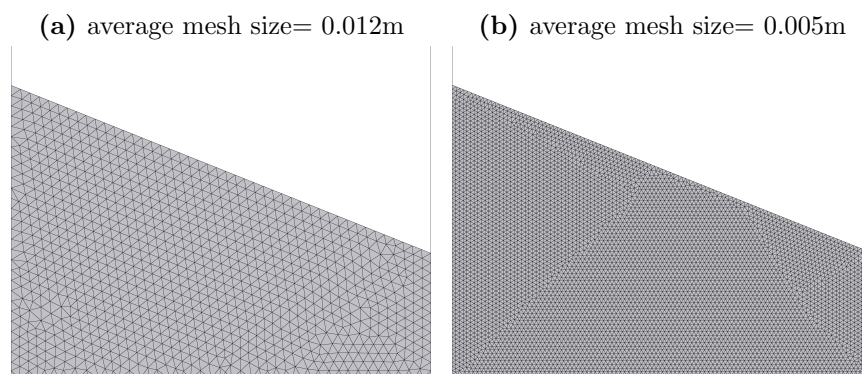 (a) average mesh size= 0.012m
(b) average mesh size= 0.005m